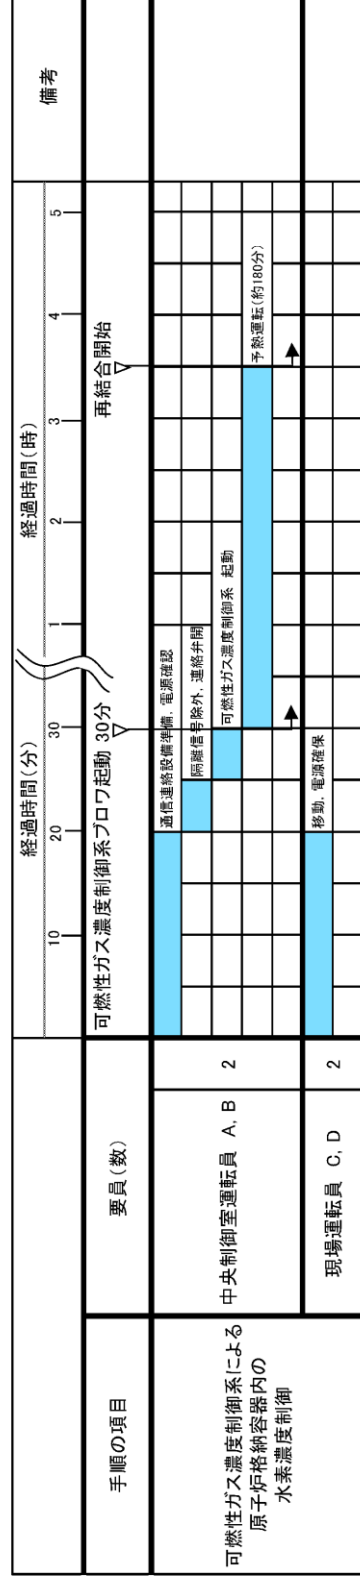 経過時間(分)
経過時間(時)
備考
10
20
30
1
2
3
4
5
手順の項目
要員(数)
可燃性ガス濃度制御系ブロワ起動 30分
再結合開始
可燃性ガス濃度制御系による
原子炉格納容器内の
水素濃度制御
中央制御室運転員 A, B
2
通信連絡設備準備, 電源確認
隔離信号除外, 連絡弁開
可燃性ガス濃度制御系 起動
予熱運転(約180分)
現場運転員 C, D
2
移動, 電源確保